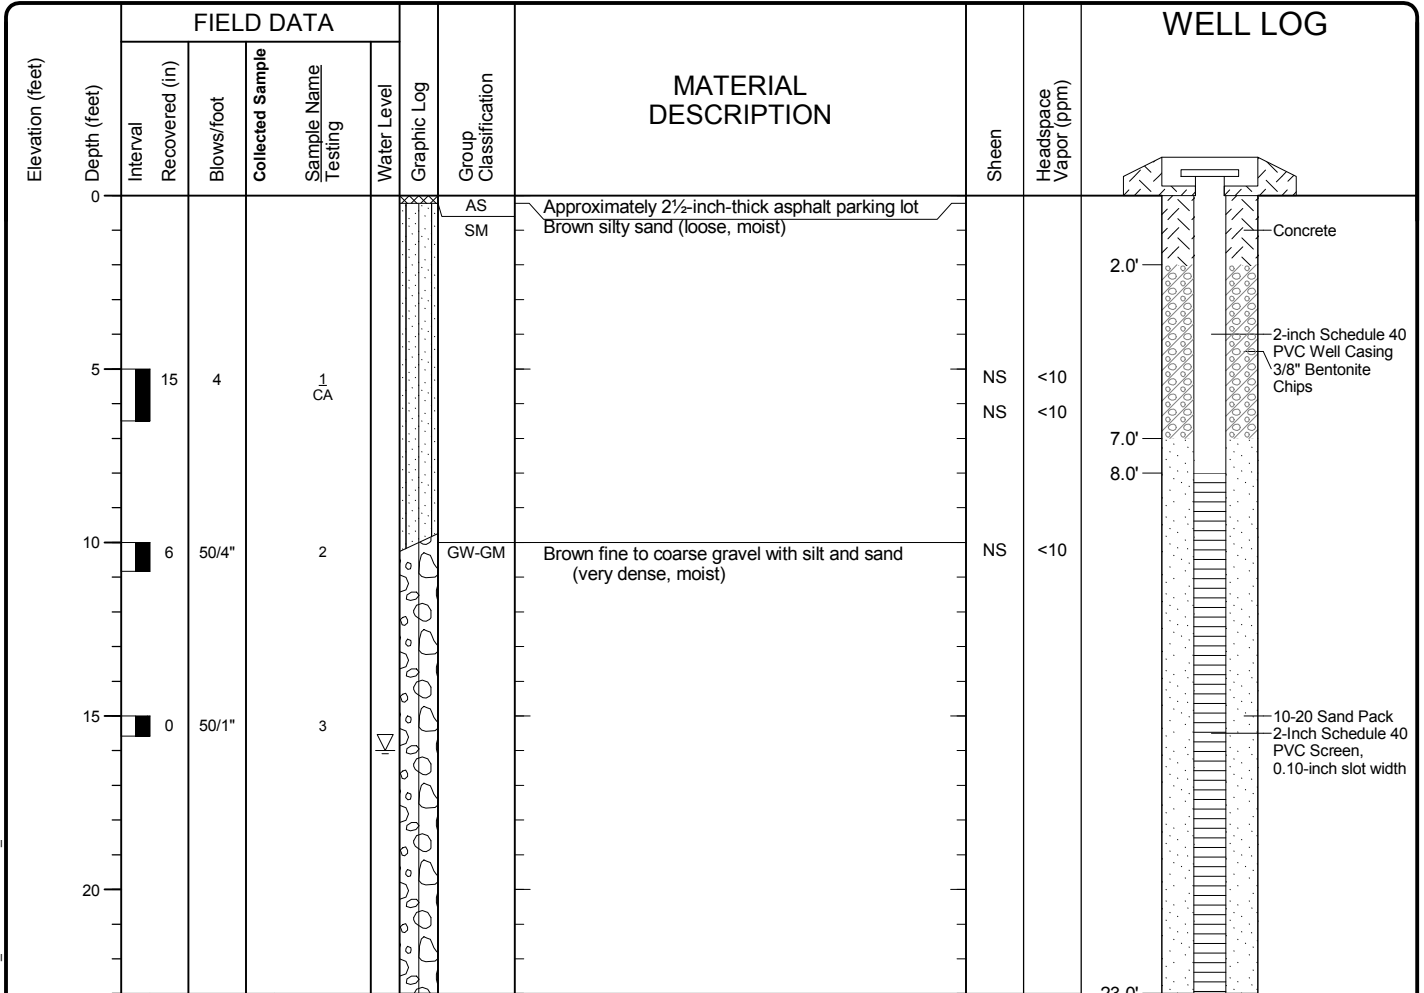 FIELD DATA
WELL LOG
Elevation (feet)
Depth (feet)
Interval
Recovered (in)
Blows/foot
Collected Sample
Sample Name
Testing
Water Level
Graphic Log
Group
Classification
MATERIAL
DESCRIPTION
Sheen
Headspace
Vapor (ppm)
0
AS
Approximately 2½-inch-thick asphalt parking lot
SM
Brown silty sand (loose, moist)
Concrete
2.0'
2-inch Schedule 40
PVC Well Casing
3/8" Bentonite
Chips
5
15
4
1
CA
NS
<10
NS
<10
7.0'
8.0'
10
6
50/4"
2
GW-GM
Brown fine to coarse gravel with silt and sand
(very dense, moist)
NS
<10
15
0
50/1"
3
10-20 Sand Pack
2-Inch Schedule 40
PVC Screen,
0.10-inch slot width
20
23.0'